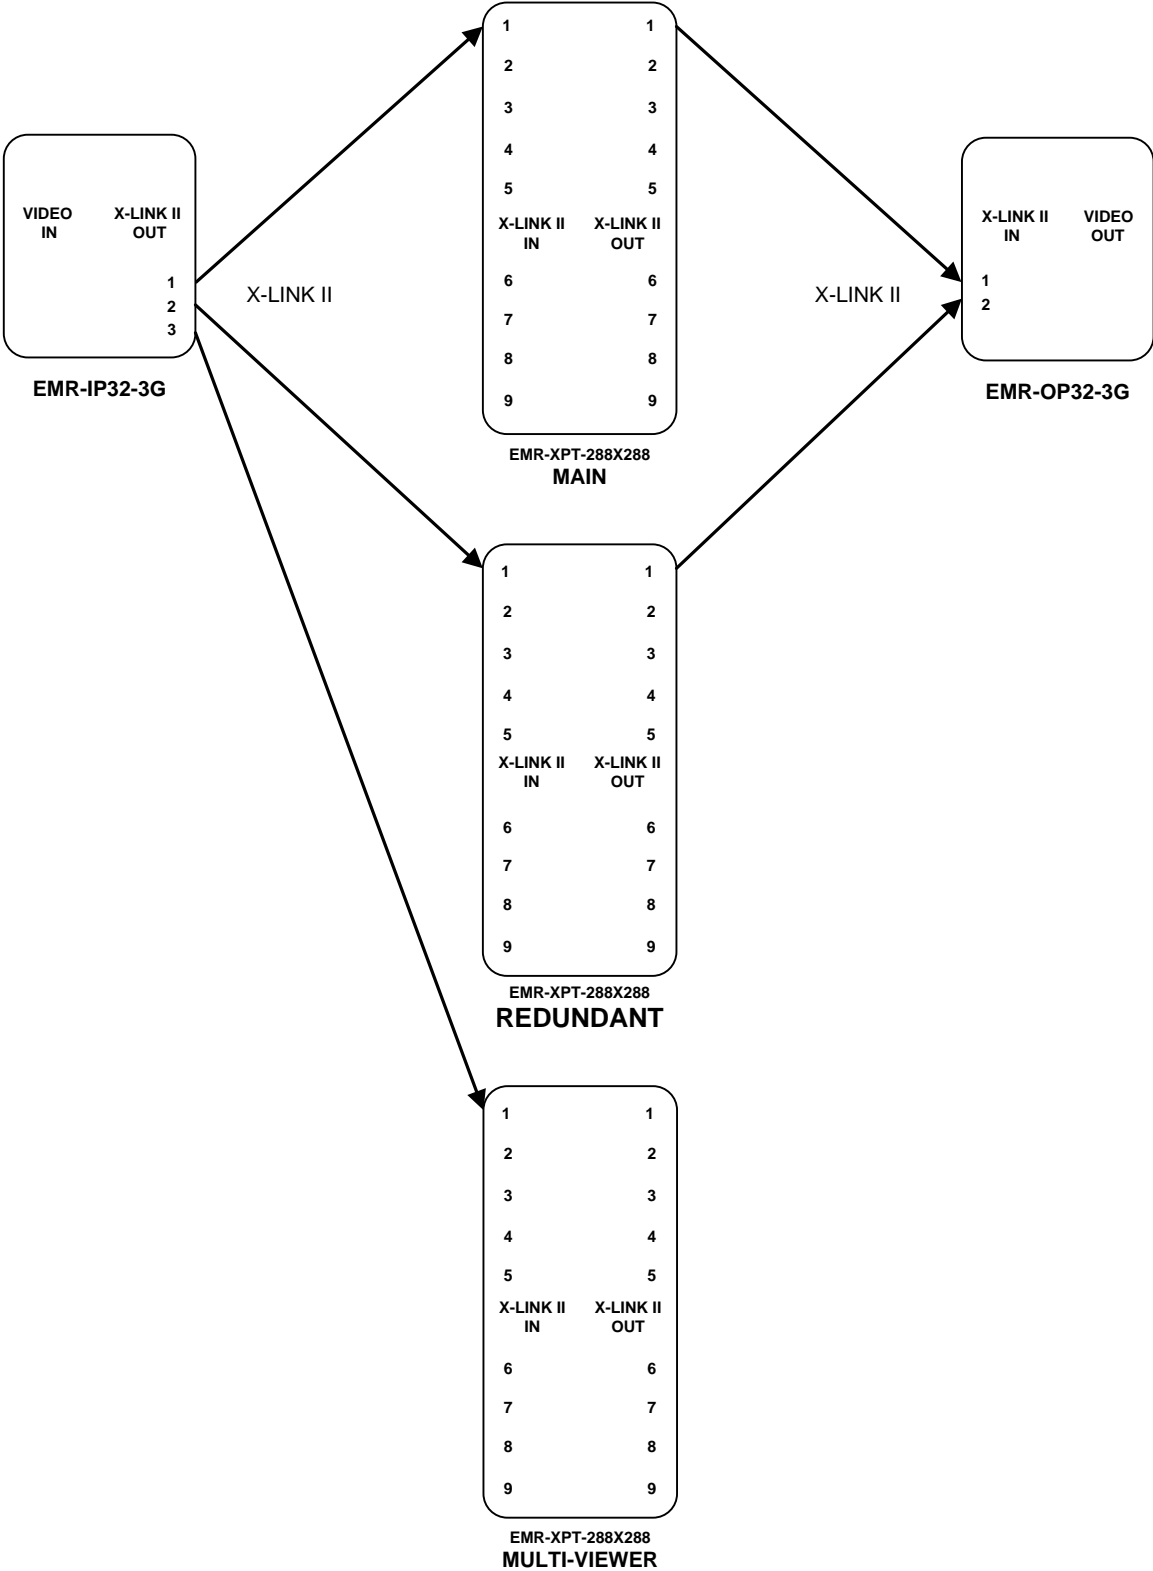 1 1
2 2
3 3
4 4
5 5
X-LINK II X-LINK II
IN OUT
6 6
7 7
8 8
9 9
EMR-XPT-288X288
MAIN
VIDEO X-LINK II
IN OUT
1
2
3
EMR-IP32-3G
X-LINK II
X-LINK II
X-LINK II VIDEO
IN OUT
1
2
EMR-OP32-3G
1 1
2 2
3 3
4 4
5 5
X-LINK II X-LINK II
IN OUT
6 6
7 7
8 8
9 9
EMR-XPT-288X288
REDUNDANT
1 1
2 2
3 3
4 4
5 5
X-LINK II X-LINK II
IN OUT
6 6
7 7
8 8
9 9
EMR-XPT-288X288
MULTI-VIEWER